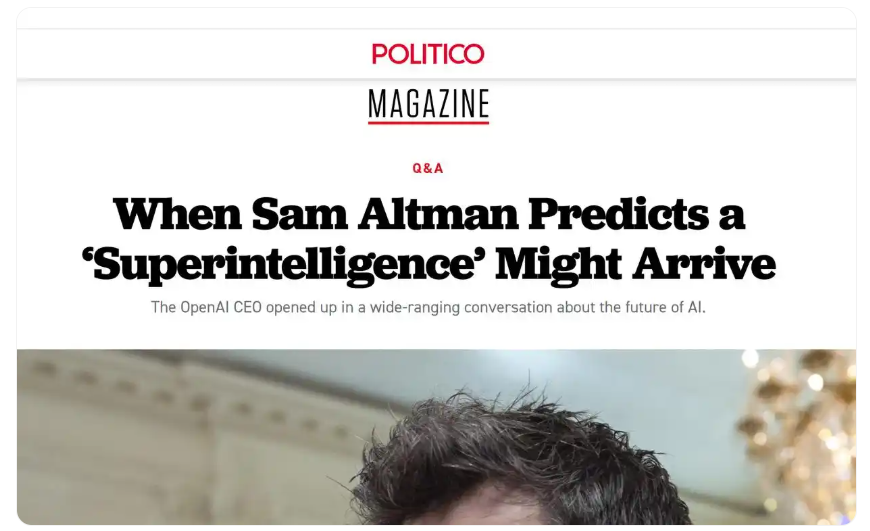 POLITICO
MAGAZINE
Q&A
When Sam Altman Predicts a
‘Superintelligence’ Might Arrive
The OpenAI CEO opened up in a wide-ranging conversation about the future of AI.